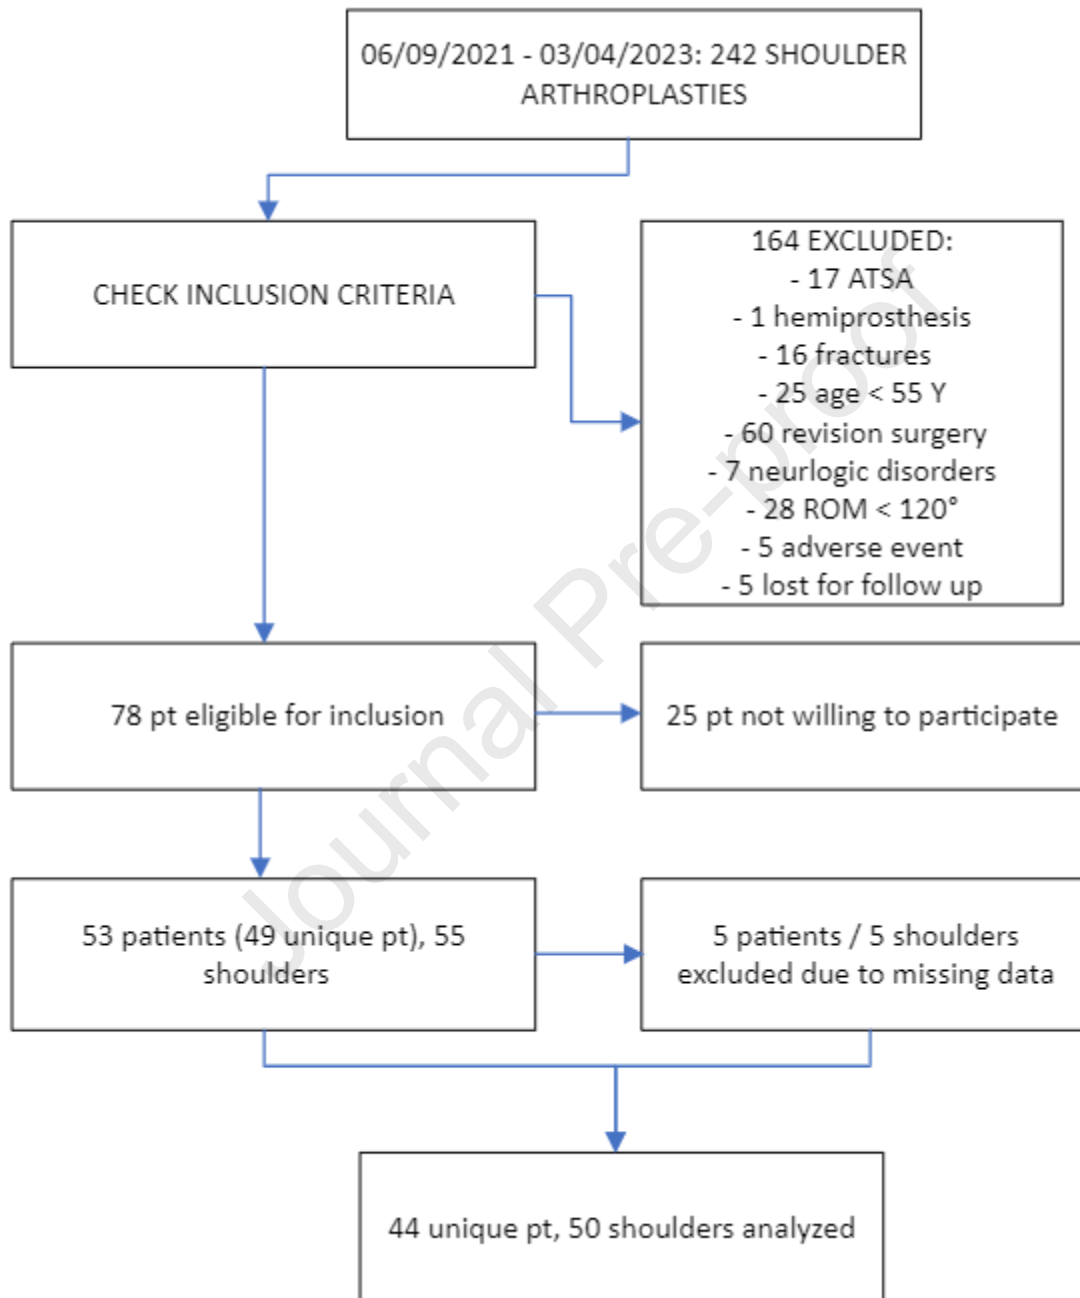 06/09/2021 - 03/04/2023: 242 SHOULDER
ARTHROPLASTIES
CHECK INCLUSION CRITERIA
164 EXCLUDED:
- 17 ATSA
- 1 hemiprosthesis
- 16 fractures
- 25 age < 55 Y
- 60 revision surgery
- 7 neurlogic disorders
- 28 ROM < 120°
- 5 adverse event
- 5 lost for follow up
78 pt eligible for inclusion
25 pt not willing to participate
53 patients (49 unique pt), 55
shoulders
5 patients / 5 shoulders
excluded due to missing data
44 unique pt, 50 shoulders analyzed
Journal Pre-proof